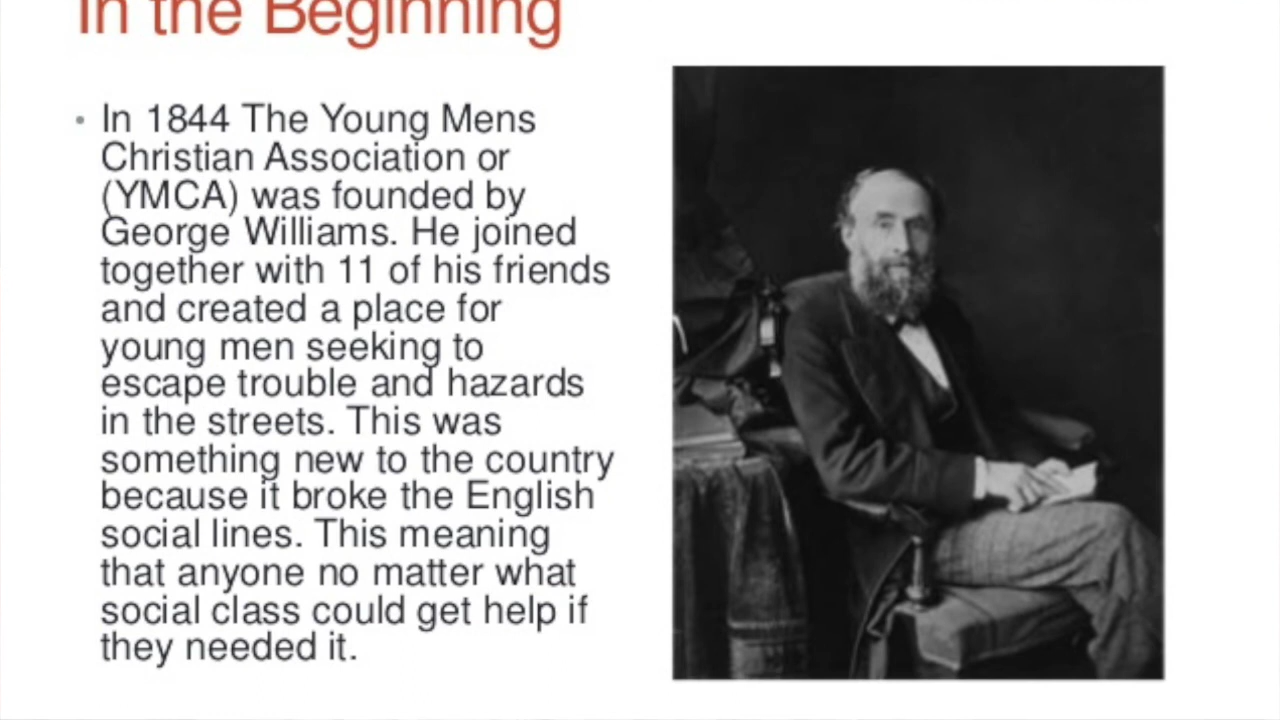 In the Beginning
• In 1844 The Young Mens
Christian Association or
(YMCA) was founded by
George Williams. He joined
together with 11 of his friends
and created a place for
young men seeking to
escape trouble and hazards
in the streets. This was
something new to the country
because it broke the English
social lines. This meaning
that anyone no matter what
social class could get help if
they needed it.